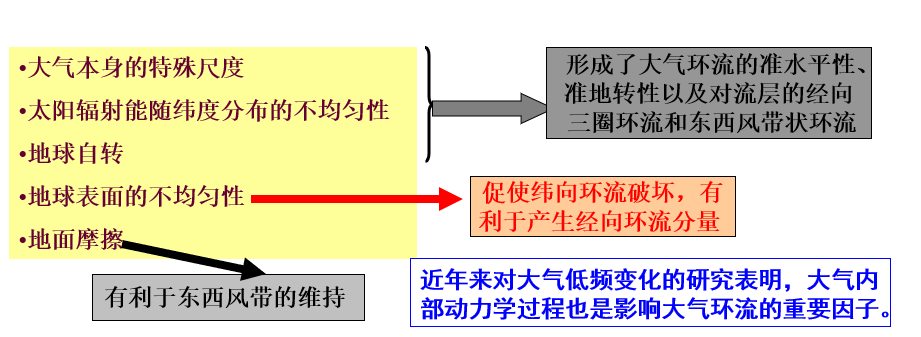 •大气本身的特殊尺度
•太阳辐射能随纬度分布的不均匀性
•地球自转
•地球表面的不均匀性
•地面摩擦
形成了大气环流的准水平性、
准地转性以及对流层的经向
三圈环流和东西风带状环流
促使纬向环流破坏，有
利于产生经向环流分量
有利于东西风带的维持
近年来对大气低频变化的研究表明，大气内
部动力学过程也是影响大气环流的重要因子。